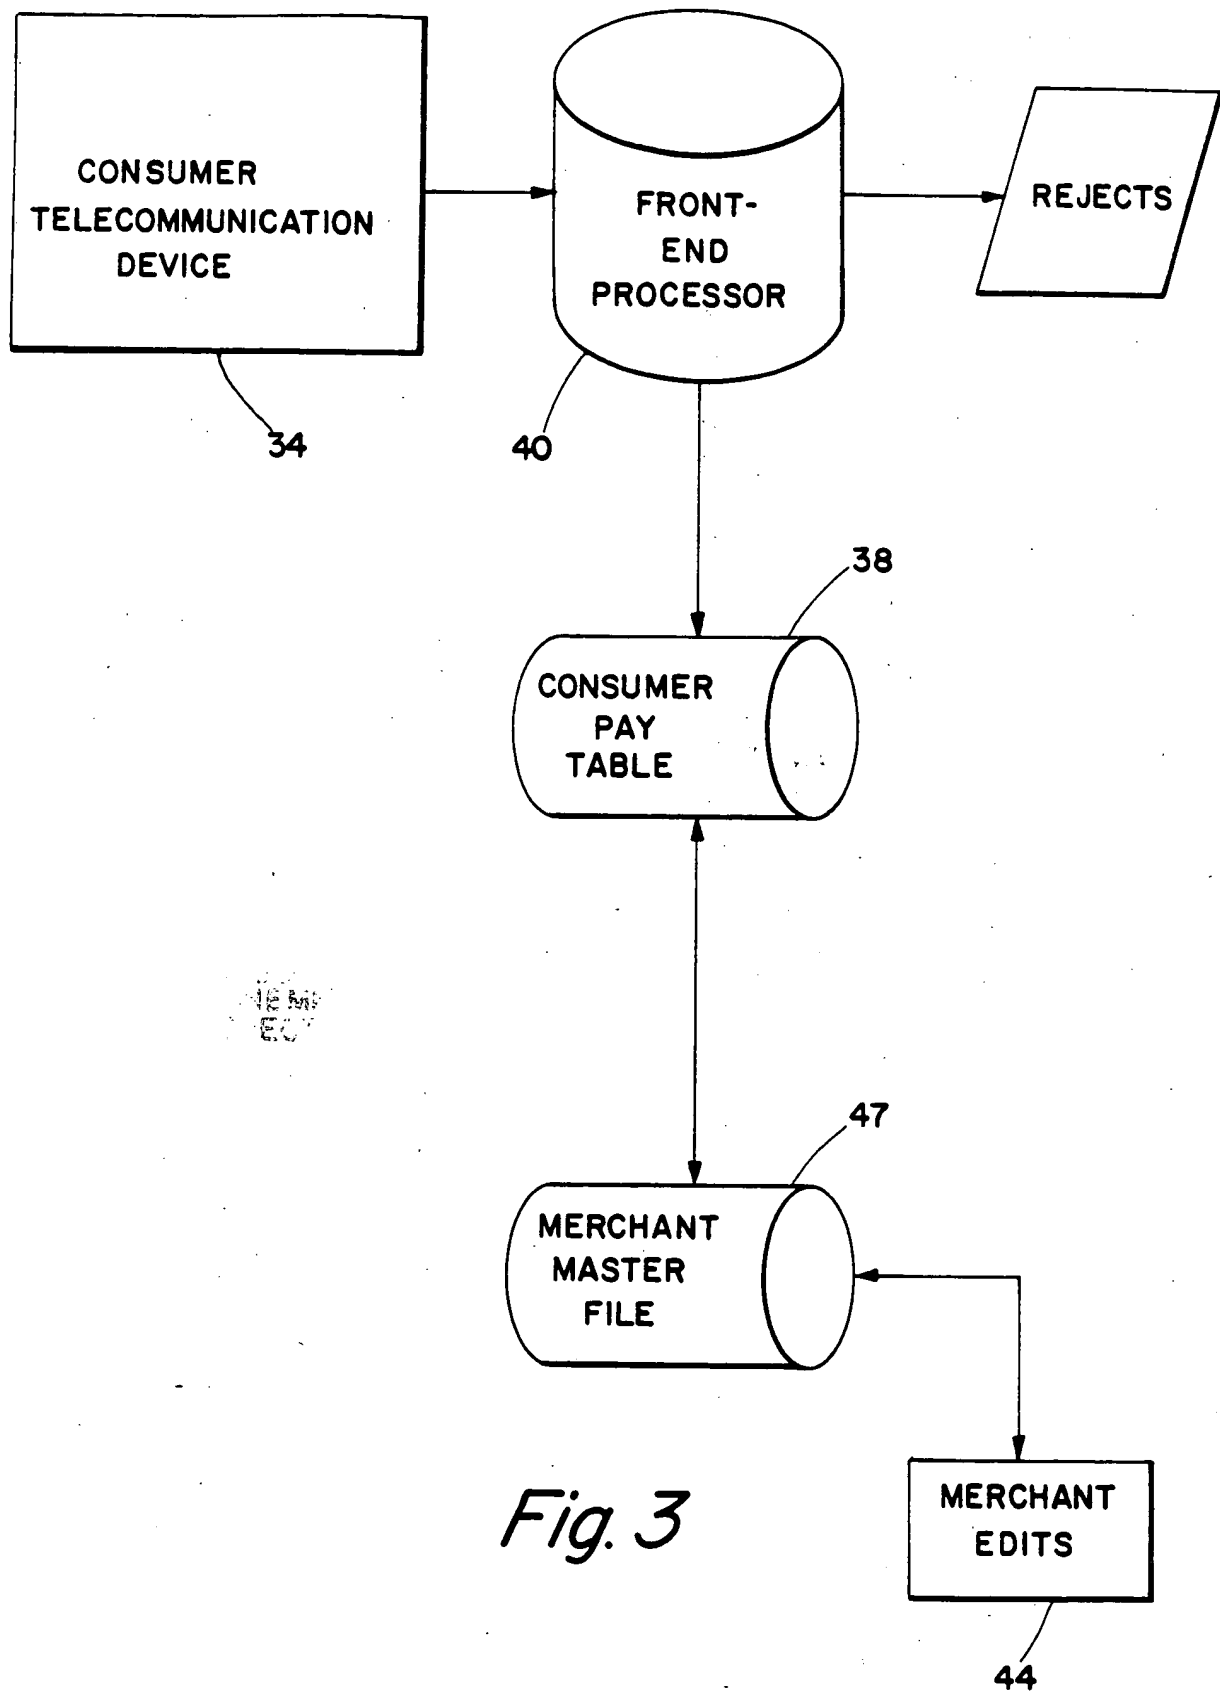 CONSUMER
TELECOMMUNICATION
DEVICE
FRONT-
END
PROCESSOR
REJECTS
34
40
38
CONSUMER
PAY
TABLE
47
MERCHANT
MASTER
FILE
MERCHANT
EDITS
Fig. 3
44